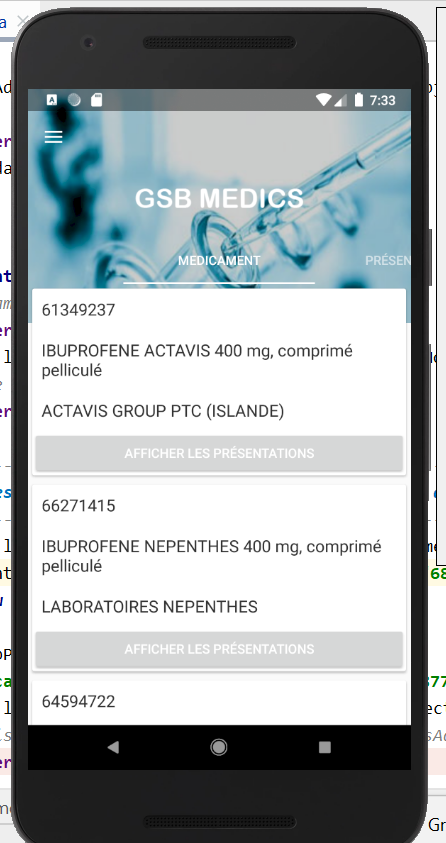 7:33
GSB MEDICS
MEDICAMENT PRÉSEN
61349237
IBUPROFENE ACTAVIS 400 mg, comprimé
pelliculé
ACTAVIS GROUP PTC (ISLANDE)
AFFICHER LES PRÉSENTATIONS
66271415
IBUPROFENE NEPENTHES 400 mg, comprimé
pelliculé
LABORATOIRES NEPENTHES
AFFICHER LES PRÉSENTATIONS
64594722